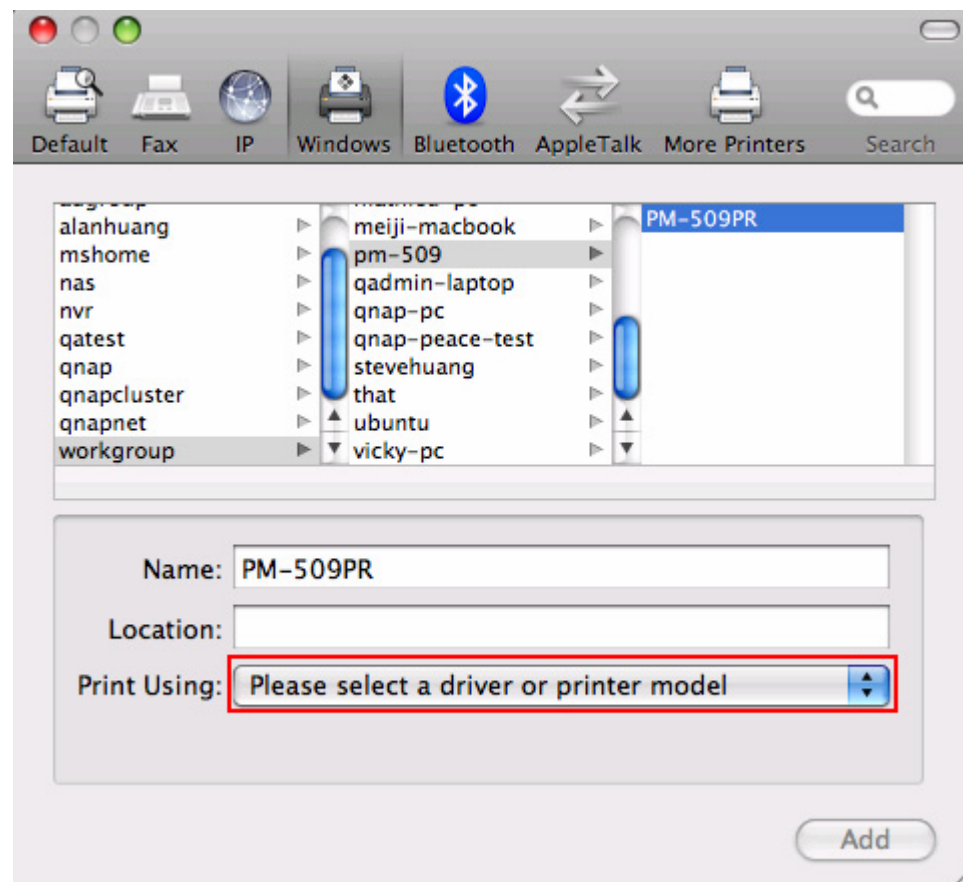 Default Fax IP Windows Bluetooth AppleTalk More Printers Search
alanhuang
mshome
nas
nvr
qatest
qnap
qnapcluster
qnapnet
workgroup
meiji-macbook
pm-509
qadmin-laptop
qnap-pc
qnap-peace-test
stevehuang
that
ubuntu
vicky-pc
PM-509PR
Name: PM-509PR
Location:
Print Using: Please select a driver or printer model
Add